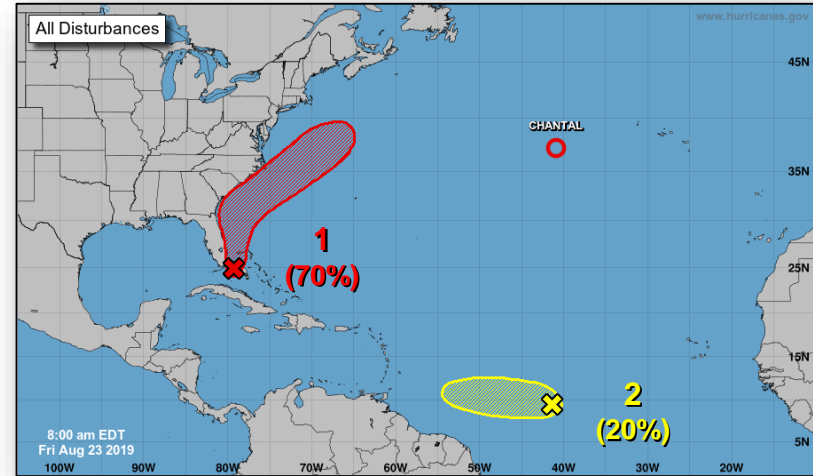 www.hurricanes.gov
All Disturbances
45N
CHANTAL
35N
1
(70%)
25N
15N
2
(20%)
8:00 am EDT
Fri Aug 23 2019
5N
100W 90W 80W 70W 60W 50W 40W 30W 20W 10W